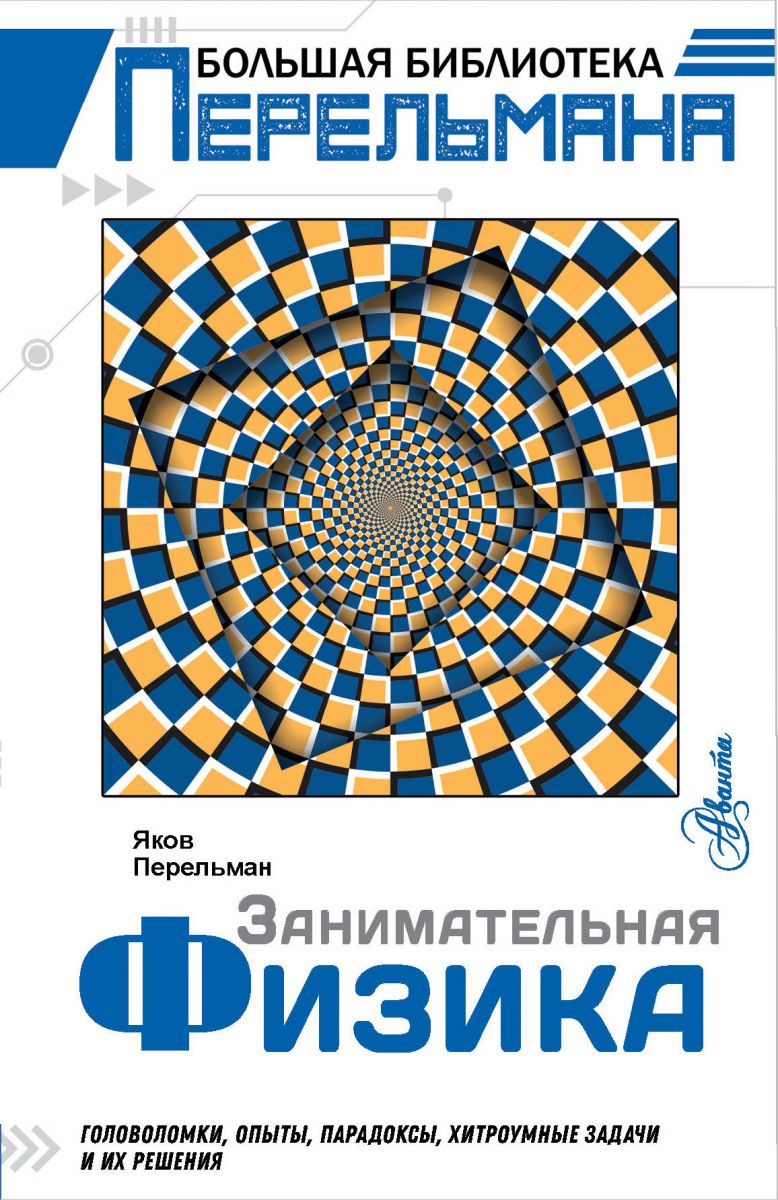 БОЛЬШАЯ БИБЛИОТЕКА
ПЕРЕЛЬМАНА
Аванта
Яков
Перельман
ЗАНИМАТЕЛЬНАЯ
ФИЗИКА
ГОЛОВОЛОМКИ, ОПЫТЫ, ПАРАДОКСЫ, ХИТРОУМНЫЕ ЗАДАЧИ
И ИХ РЕШЕНИЯ